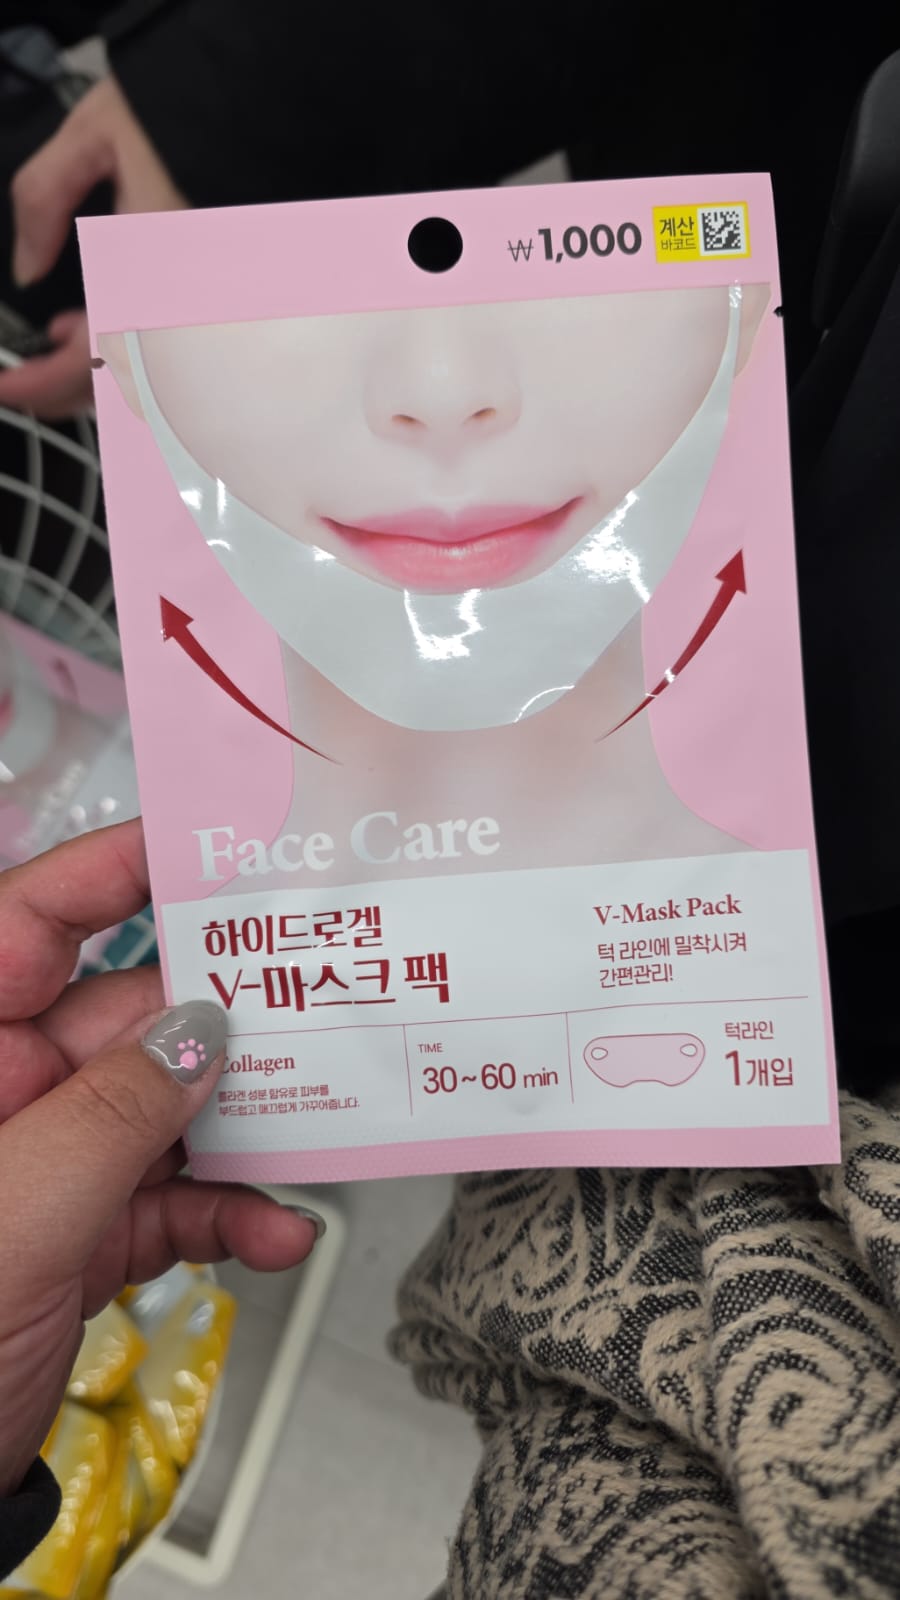 ₩1,000
계산
바코드
Face Care
하이드로겔
V-마스크 팩
V-Mask Pack
턱 라인에 밀착시켜
간편관리!
Collagen
콜라겐 성분 함유로 피부를
부드럽고 매끄럽게 가꾸어줍니다.
TIME
30~60 min
턱라인
1개입